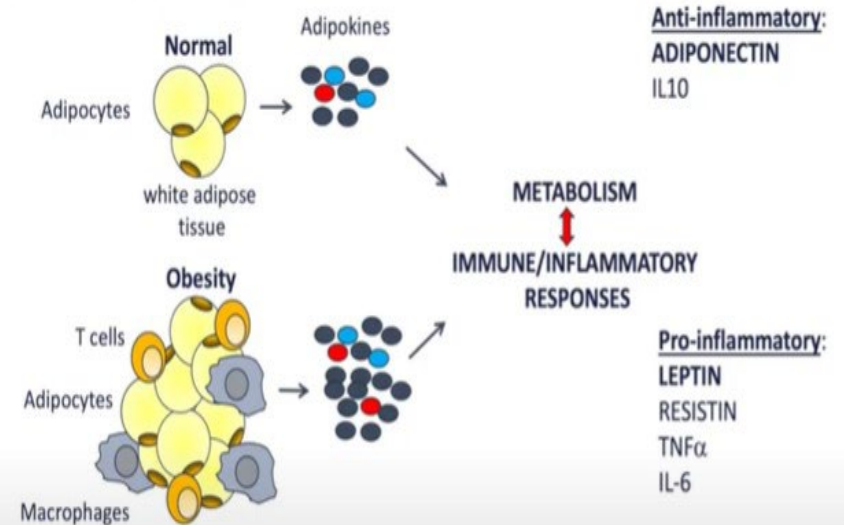 Normal
Adipokines
Adipocytes
white adipose
tissue
Anti-inflammatory:
ADIPONECTIN
IL10
METABOLISM
IMMUNE/INFLAMMATORY
RESPONSES
Obesity
T cells
Adipocytes
Macrophages
Pro-inflammatory:
LEPTIN
RESISTIN
TNFα
IL-6